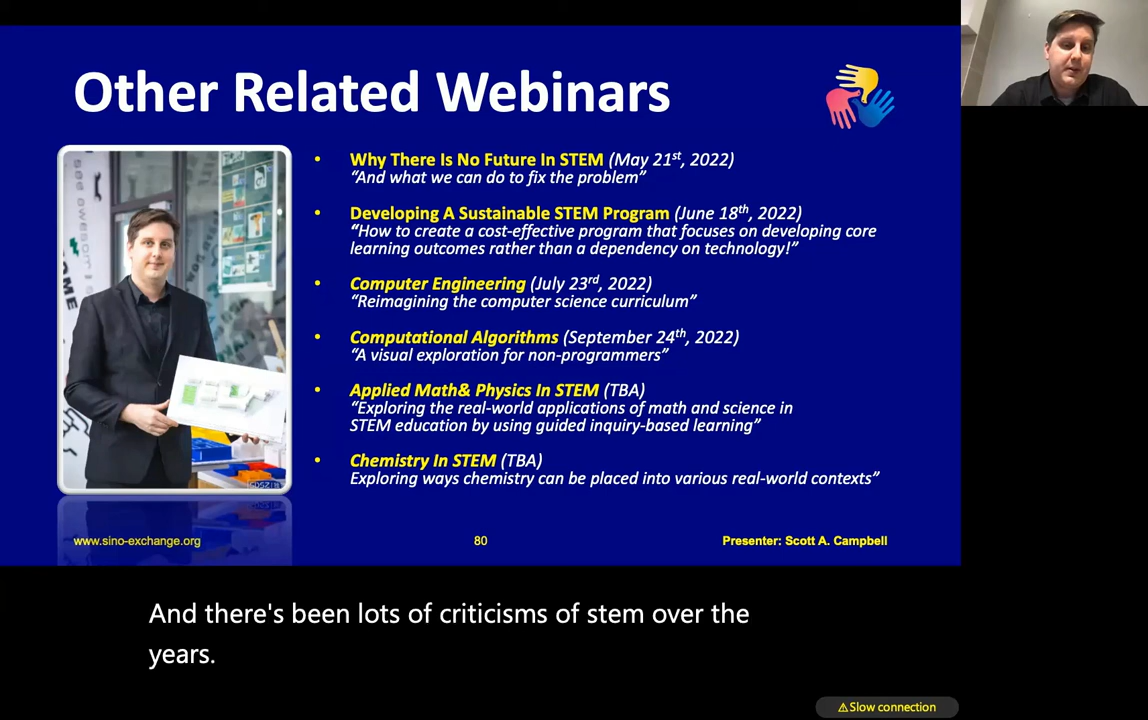 Other Related Webinars
• Why There Is No Future In STEM (May 21st, 2022)
“And what we can do to fix the problem”
• Developing A Sustainable STEM Program (June 18th, 2022)
“How to create a cost-effective program that focuses on developing core
learning outcomes rather than a dependency on technology!”
• Computer Engineering (July 23rd, 2022)
“Reimagining the computer science curriculum”
• Computational Algorithms (September 24th, 2022)
“A visual exploration for non-programmers”
• Applied Math& Physics In STEM (TBA)
“Exploring the real-world applications of math and science in
STEM education by using guided inquiry-based learning”
• Chemistry In STEM (TBA)
Exploring ways chemistry can be placed into various real-world contexts”
www.sino-exchange.org
80
Presenter: Scott A. Campbell
And there's been lots of criticisms of stem over the
years.
⚠Slow connection